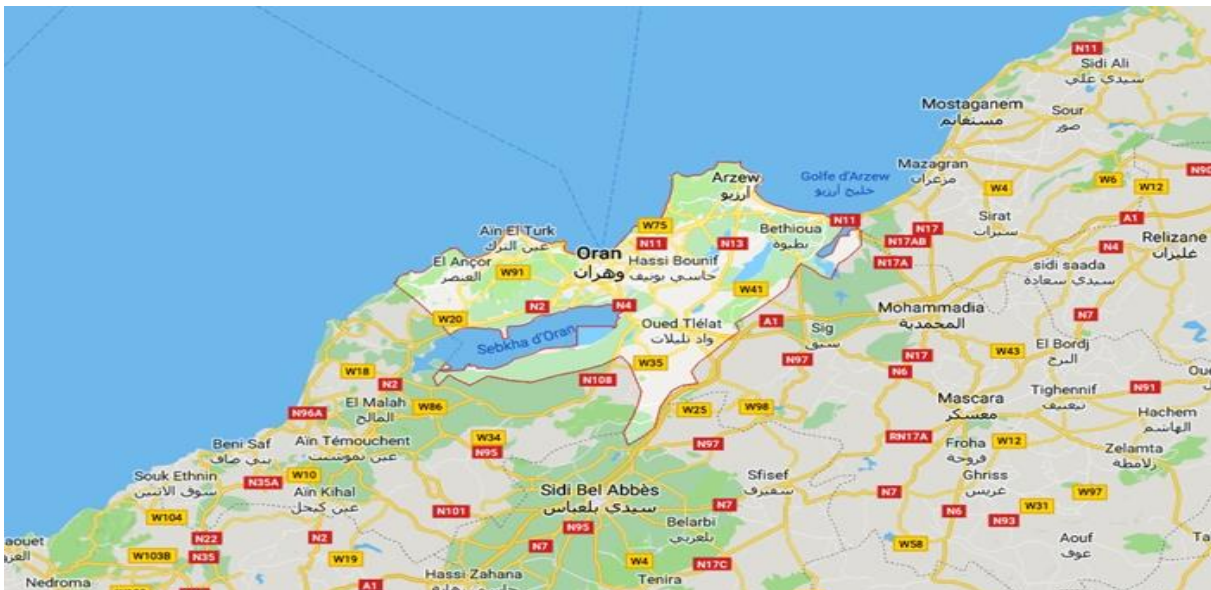 N11
Sidi Ali
سيدي علي
Mostaganem
مستغانم
Sour
صور
Mazagran
مزغران
N90
W6
W12
W4
Arzew
أرزيو
Golfe d'Arzew
خليج أرزيو
N11
Sirat
سيرات
A1
W75
Aïn El Turk
عين الترك
N11
N13
Bethioua
بطيوة
N17
N17AB
N17A
N4
Relizane
غليزان
El Ançor
العنصر
W91
Oran
وهران
Hassi Bounif
حاسي بونيف
W41
sidi saada
سيدي سعادة
N2
N4
Mohammadia
المحمدية
W20
Sebkha d'Oran
Oued Tlélat
واد تليلات
A1
Sig
سيق
N7
El Bordj
البرج
W18
N2
N108
W35
N97
N17
N6
W43
Tighennif
تيغنيف
N91
N96A
El Malah
المالح
W86
W25
W98
Mascara
معسكر
Hachem
الهاشم
Beni Saf
بني صاف
Aïn Témouchent
عين تموشنت
W34
N95
N97
RN17A
Froha
فروحة
W12
Zelamta
زلامطة
Souk Ethnin
سوق الاثنين
N35A
W10
Aïn Kihal
عين كيحل
Sfisef
سفيزف
Ghriss
غريس
Sidi Bel Abbès
سيدي بلعباس
N7
N7
W97
W104
N101
N95
Belarbi
بلعربي
N6
N93
W31
N22
N2
Aouf
عوف
aouet
W103B
N35
W19
N7
W4
N17C
W58
Nedroma
A1
Hassi Zahana
Tenira